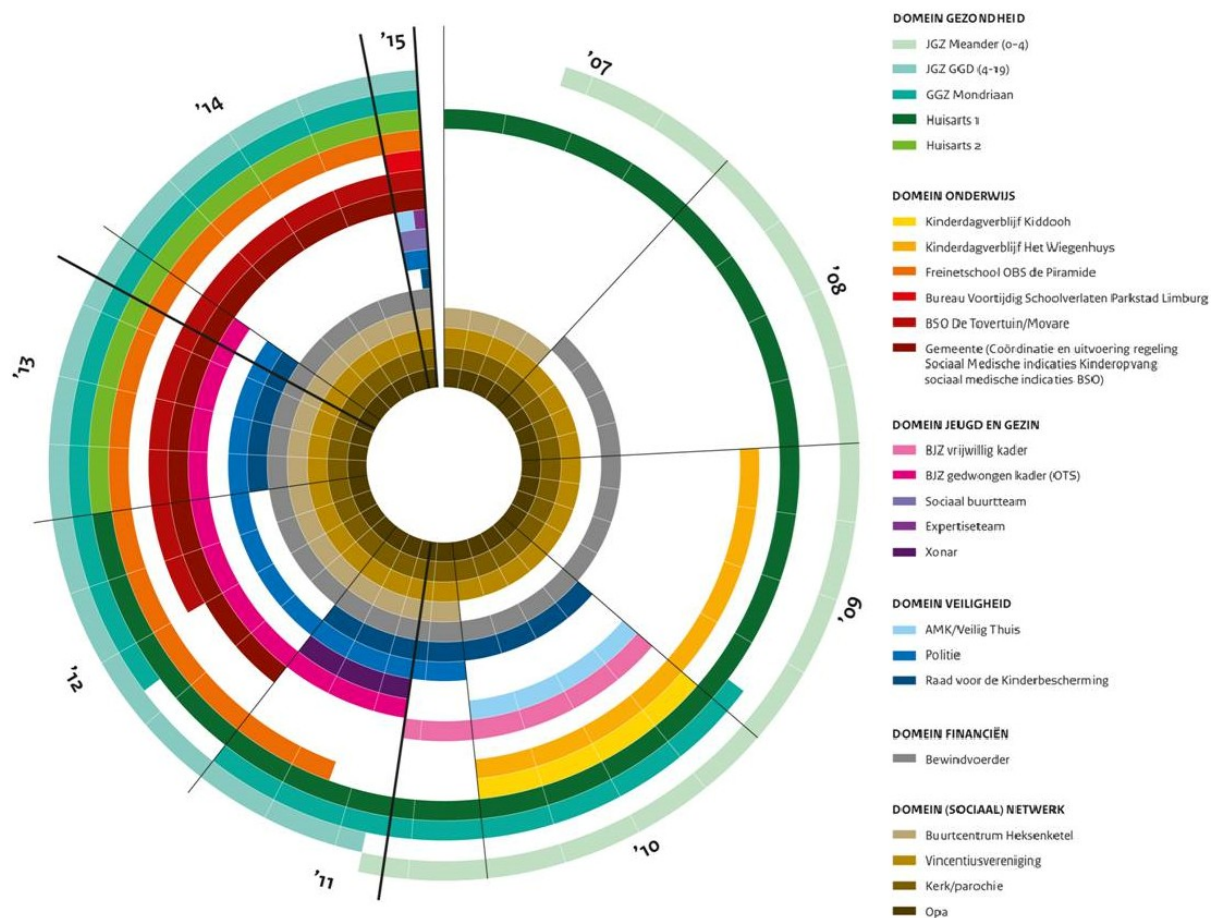 '15
'07
'14
'08
'13
'09
'12
'10
'11
DOMEIN GEZONDHEID
JGZ Meander (0-4)
JGZ GGD (4-19)
GGZ Mondriaan
Huisarts 1
Huisarts 2
DOMEIN ONDERWIJS
Kinderdagverblijf Kiddooh
Kinderdagverblijf Het Wiegenhuys
Freinetschool OBS de Piramide
Bureau Voortijdig Schoolverlaten Parkstad Limburg
BSO De Tovertuin/Movare
Gemeente (Coördinatie en uitvoering regeling
Sociaal Medische indicaties Kinderopvang
sociaal medische indicaties BSO)
DOMEIN JEUGD EN GEZIN
BJZ vrijwillig kader
BJZ gedwongen kader (OTS)
Sociaal buurtteam
Expertiseteam
Xonar
DOMEIN VEILIGHEID
AMK/Veilig Thuis
Politie
Raad voor de Kinderbescherming
DOMEIN FINANCIËN
Bewindvoerder
DOMEIN (SOCIAAL) NETWERK
Buurtcentrum Heksenketel
Vincentiusvereniging
Kerk/parochie
Opa